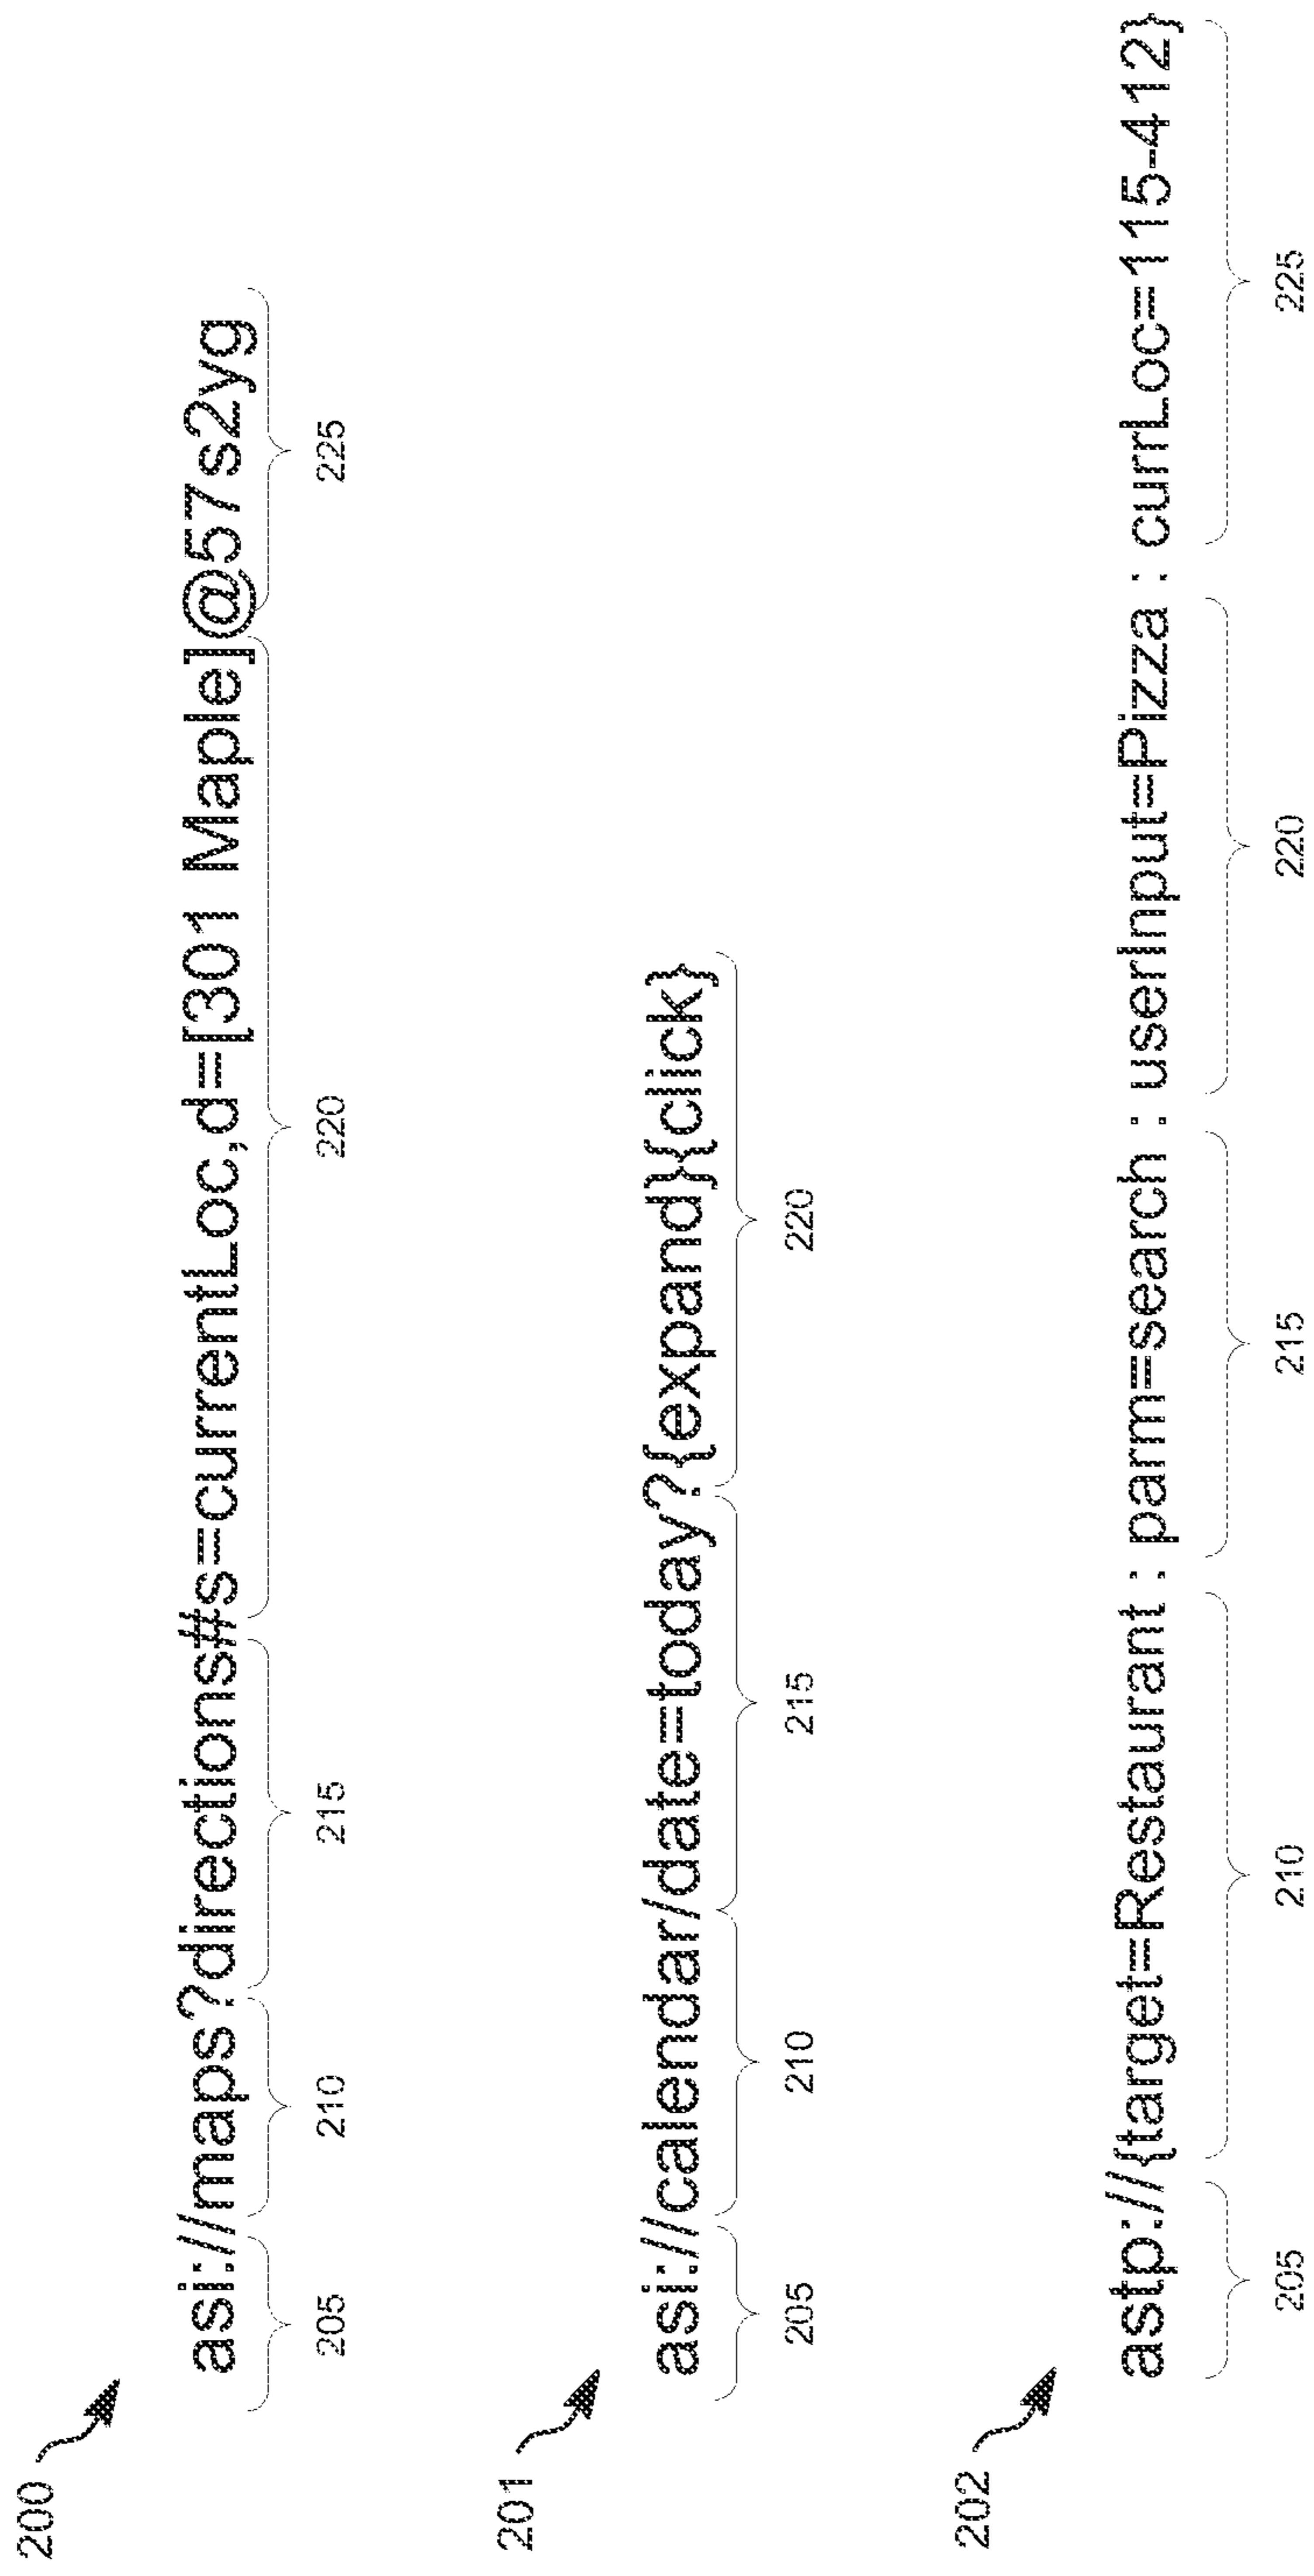 200
asi://maps?directions#s=currentLoc,d=[301 Maple]@57s2yg
205 210 215 220 225
201
asi://calendar/date=today?{expand}{click}
205 210 215 220
202
astp://{target=Restaurant : parm=search : userInput=Pizza : currLoc=115-412}
205 210 215 220 225